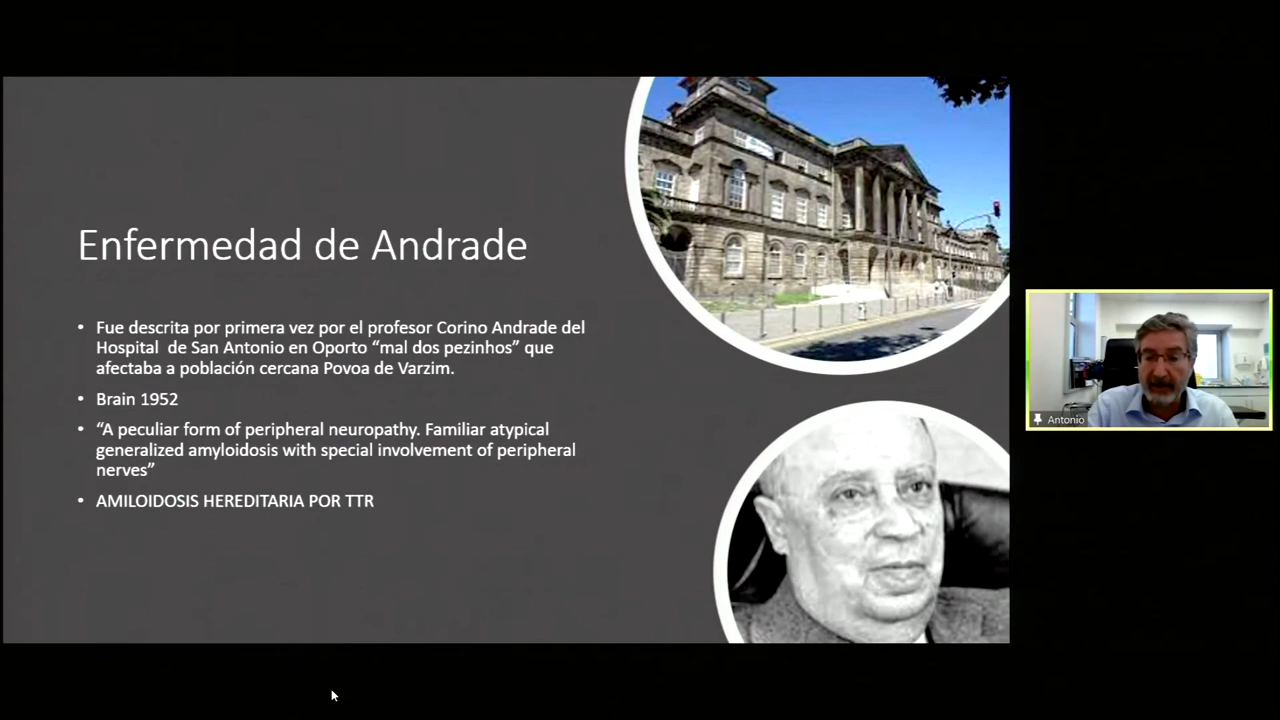 Enfermedad de Andrade
• Fue descrita por primera vez por el profesor Corino Andrade del
Hospital de San Antonio en Oporto “mal dos pezinhos” que
afectaba a población cercana Povoa de Varzim.
• Brain 1952
• “A peculiar form of peripheral neuropathy. Familiar atypical
generalized amyloidosis with special involvement of peripheral
nerves”
• AMILOIDOSIS HEREDITARIA POR TTR
Antonio